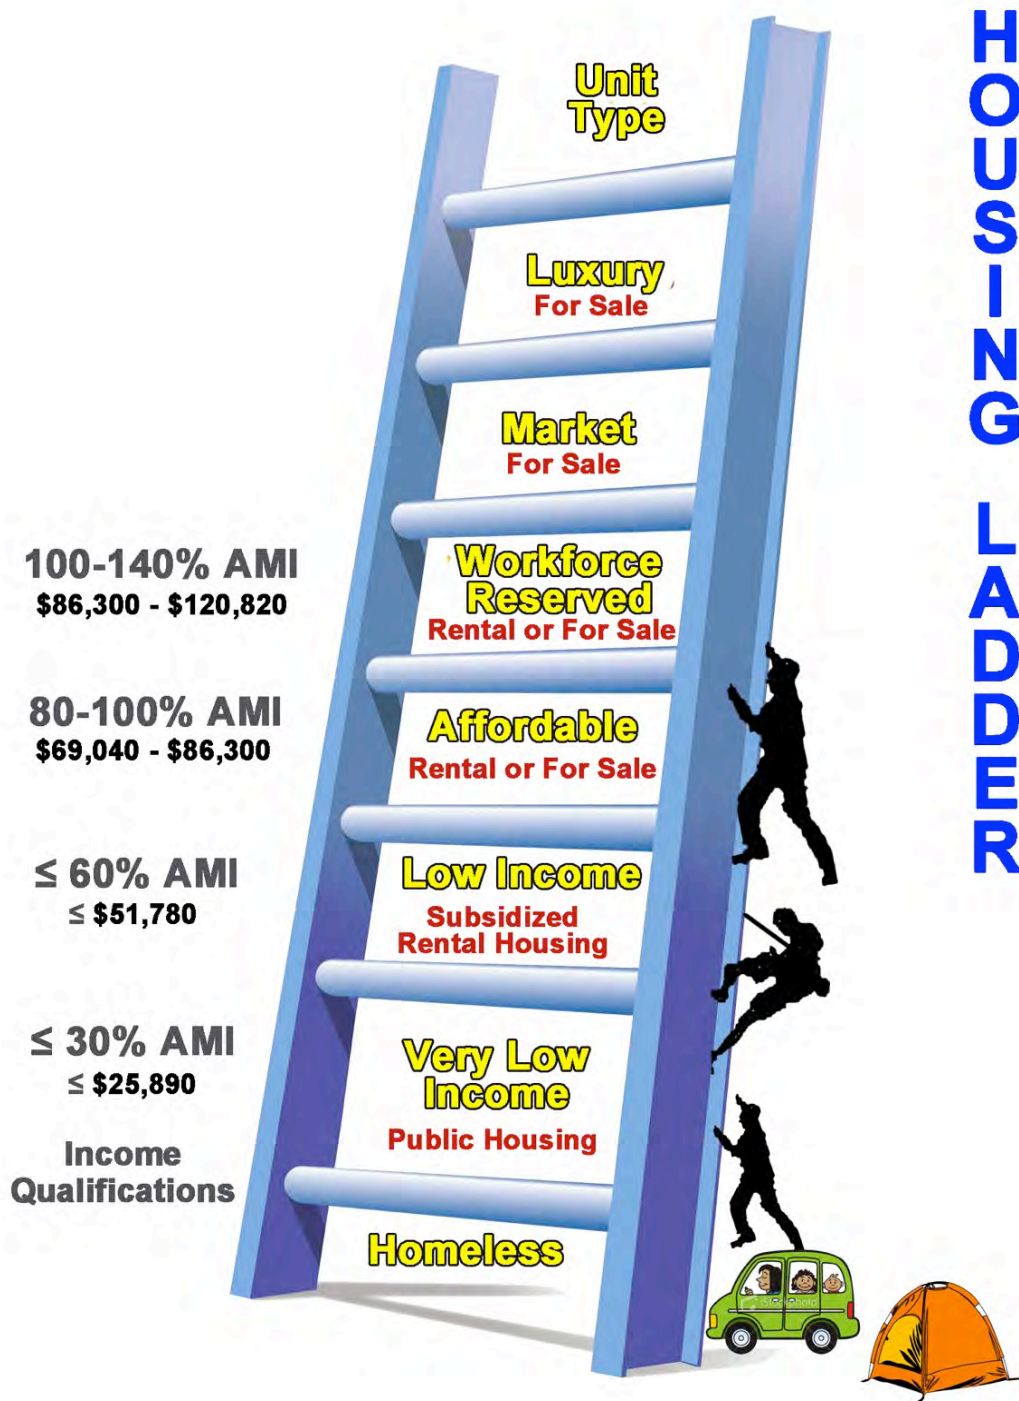 Unit
Type
Luxury
For Sale
Market
For Sale
100-140% AMI
$86,300 - $120,820
Workforce
Reserved
Rental or For Sale
80-100% AMI
$69,040 - $86,300
Affordable
Rental or For Sale
≤ 60% AMI
≤ $51,780
Low Income
Subsidized
Rental Housing
≤ 30% AMI
≤ $25,890
Very Low
Income
Public Housing
Income
Qualifications
Homeless
iStockphoto
HOUSING LADDER